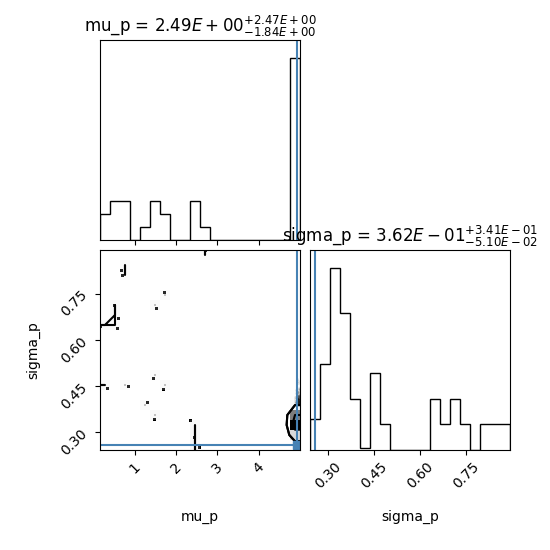 mu_p = 2.49E + 00^{+2.47E+00}_{-1.84E+00}
sigma_p = 3.62E − 01^{+3.41E−01}_{−5.10E−02}
sigma_p
0.75
0.60
0.45
0.30
1 2 3 4
mu_p
0.30 0.45 0.60 0.75
sigma_p